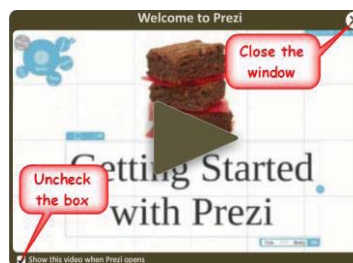 Welcome to Prezi
Close the
window
Getting Started
with Prezi
Uncheck
the box
Show this video when Prezi opens